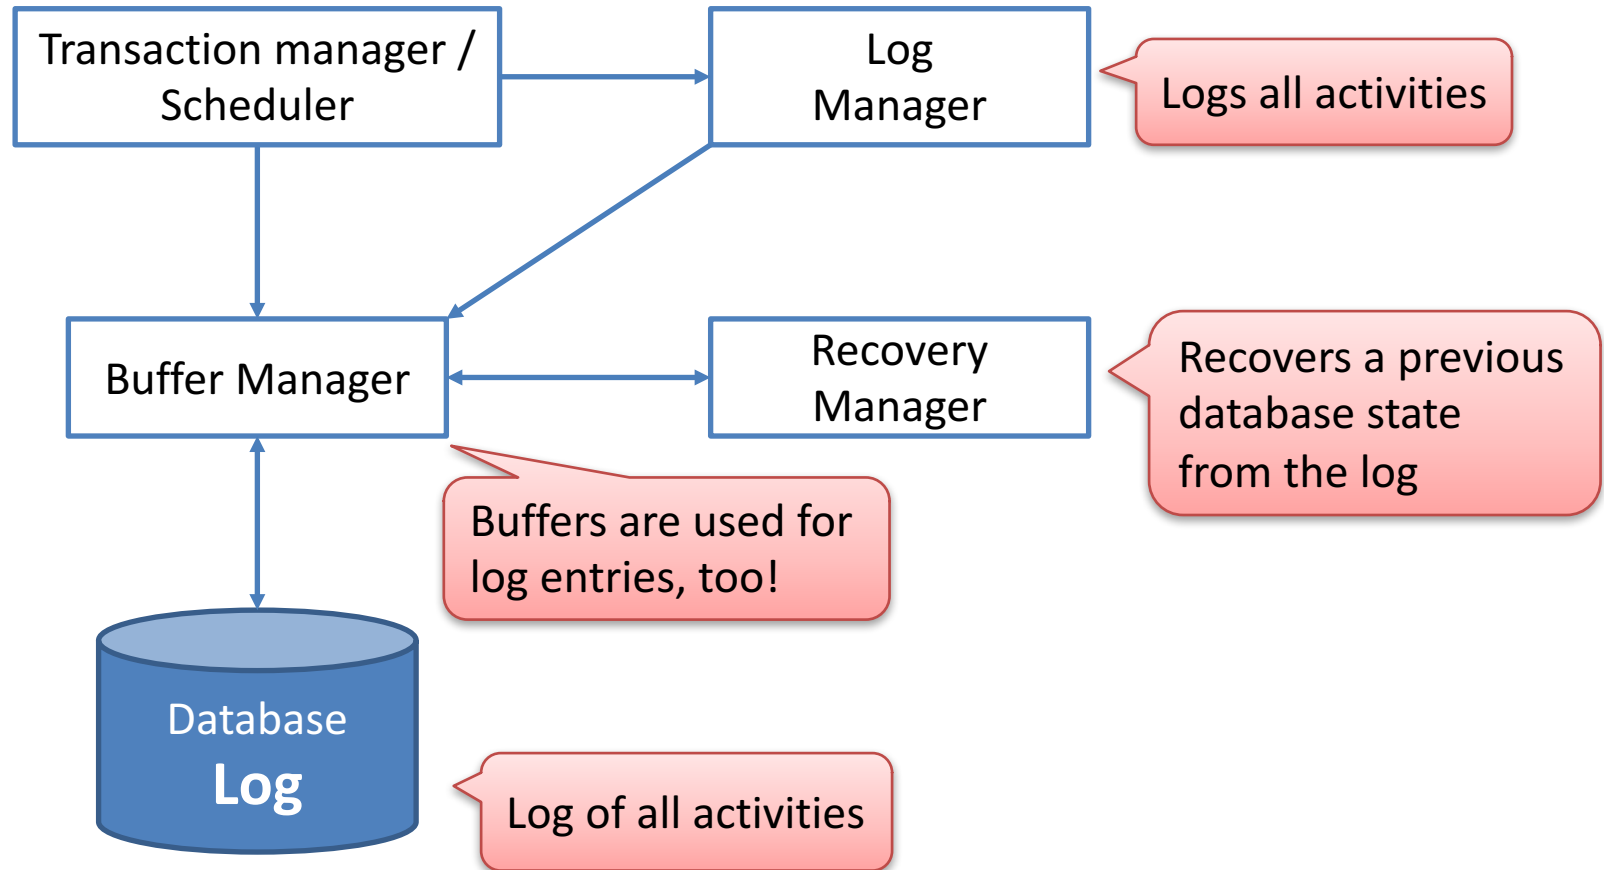 Transaction manager /
Scheduler
Log
Manager
Logs all activities
Buffer Manager
Recovery
Manager
Recovers a previous
database state
from the log
Buffers are used for
log entries, too!
Database
Log
Log of all activities